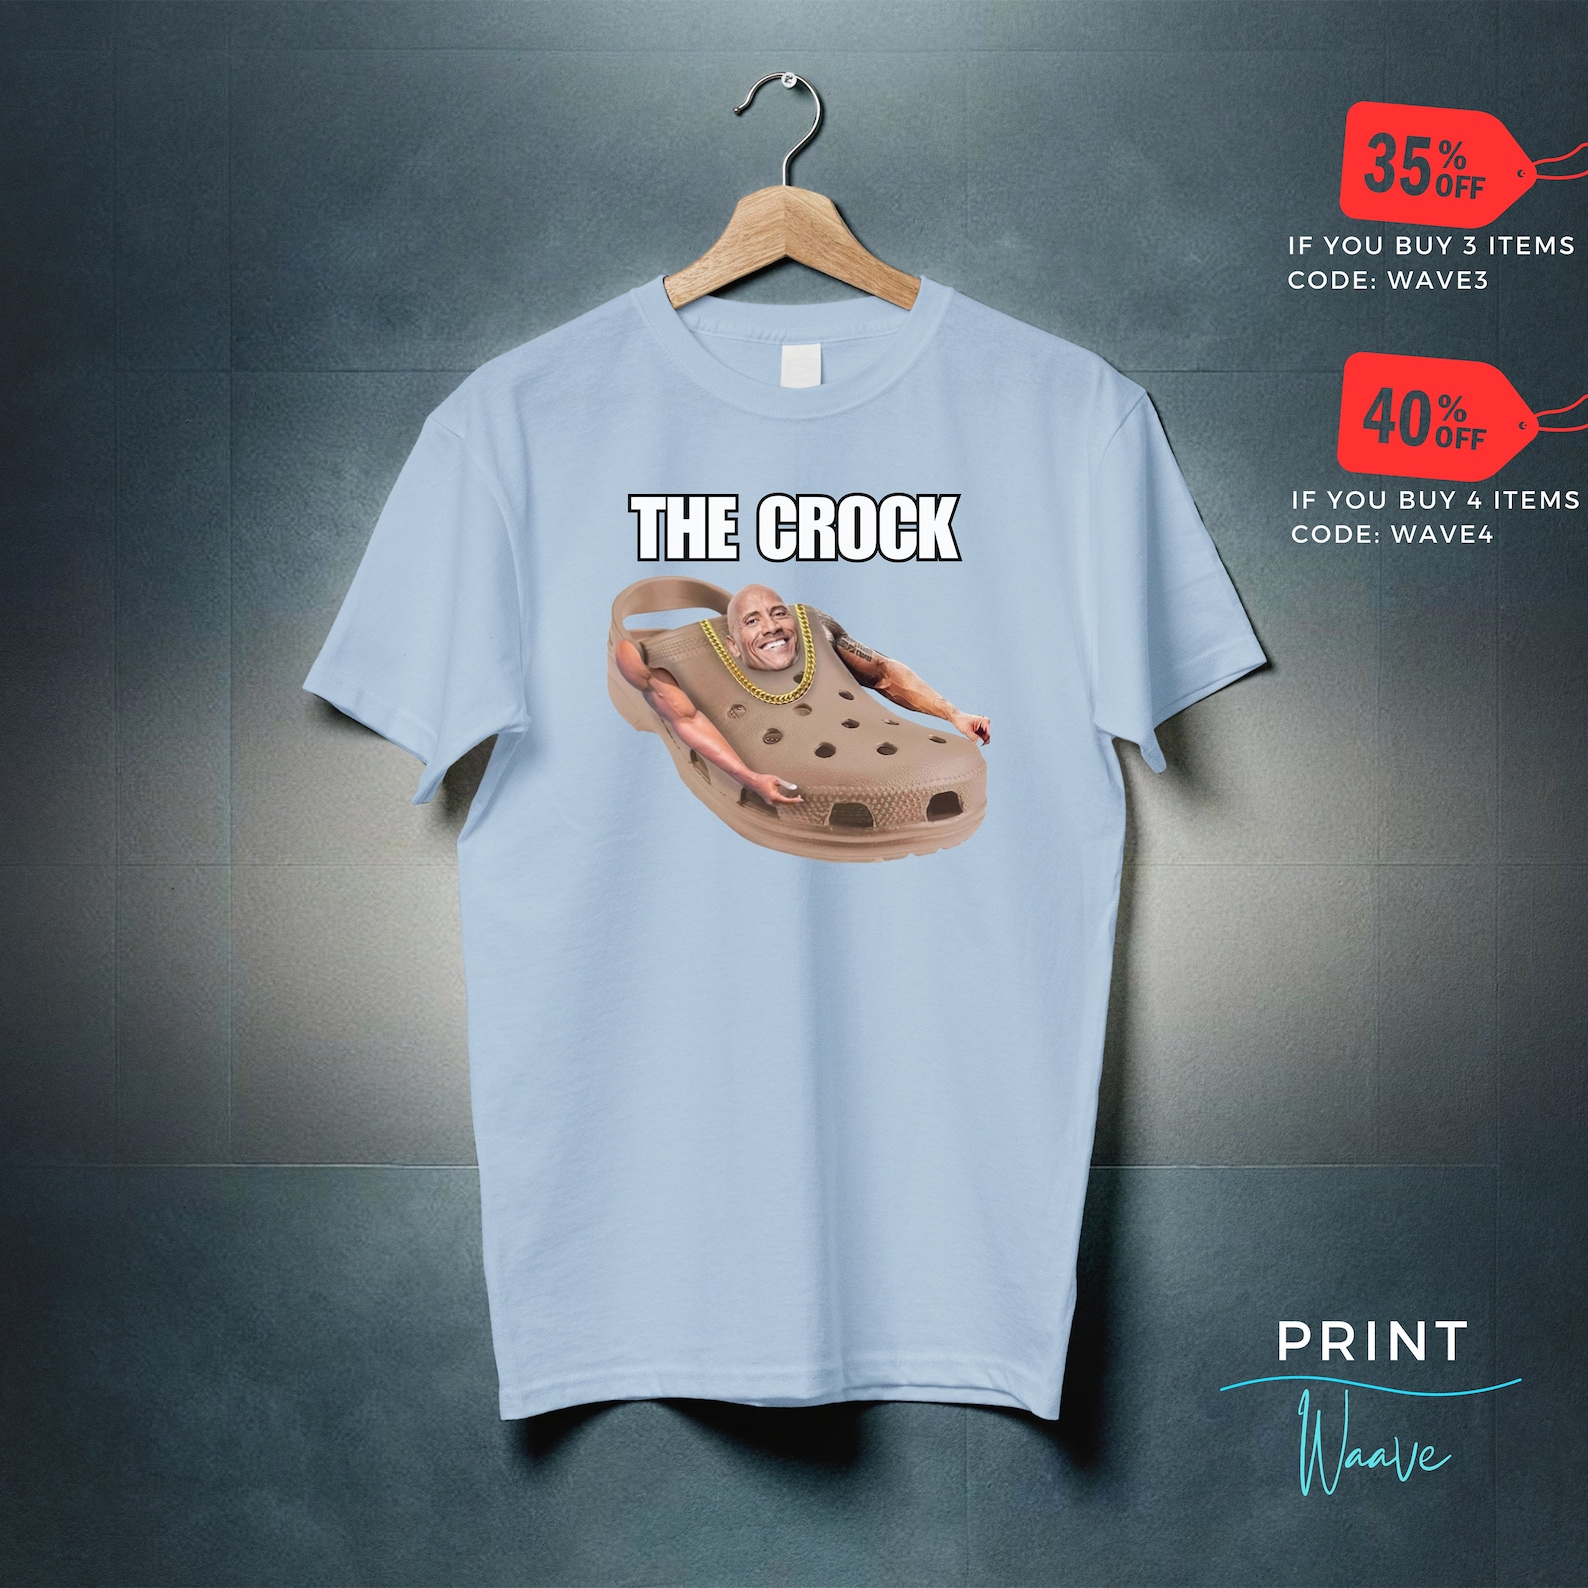 35% OFF
IF YOU BUY 3 ITEMS
CODE: WAVE3
40% OFF
IF YOU BUY 4 ITEMS
CODE: WAVE4
THE CROCK
PRINT
Waave